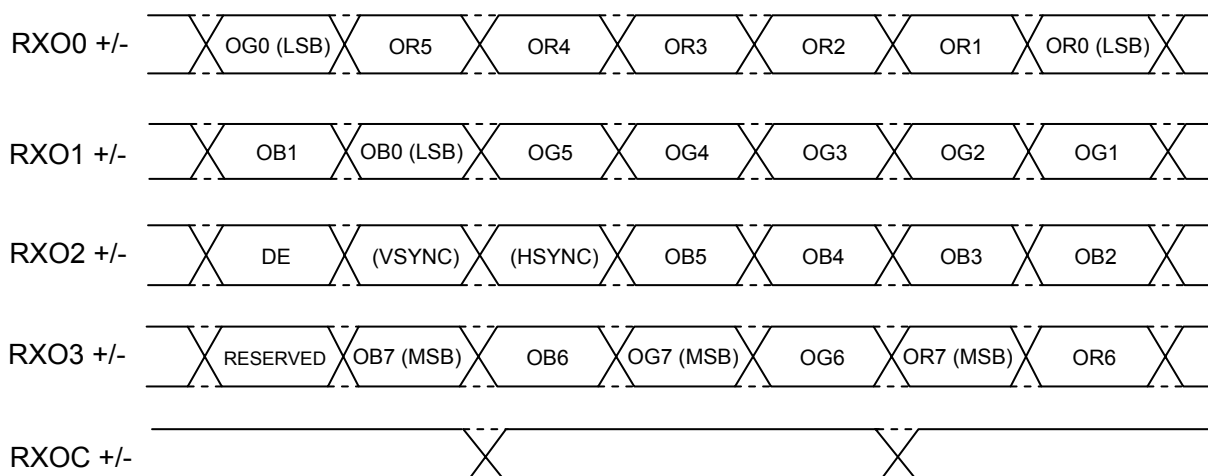 RXO0 +/- OG0 (LSB) OR5 OR4 OR3 OR2 OR1 OR0 (LSB)
RXO1 +/- OB1 OB0 (LSB) OG5 OG4 OG3 OG2 OG1
RXO2 +/- DE (VSYNC) (HSYNC) OB5 OB4 OB3 OB2
RXO3 +/- RESERVED OB7 (MSB) OB6 OG7 (MSB) OG6 OR7 (MSB) OR6
RXOC +/-